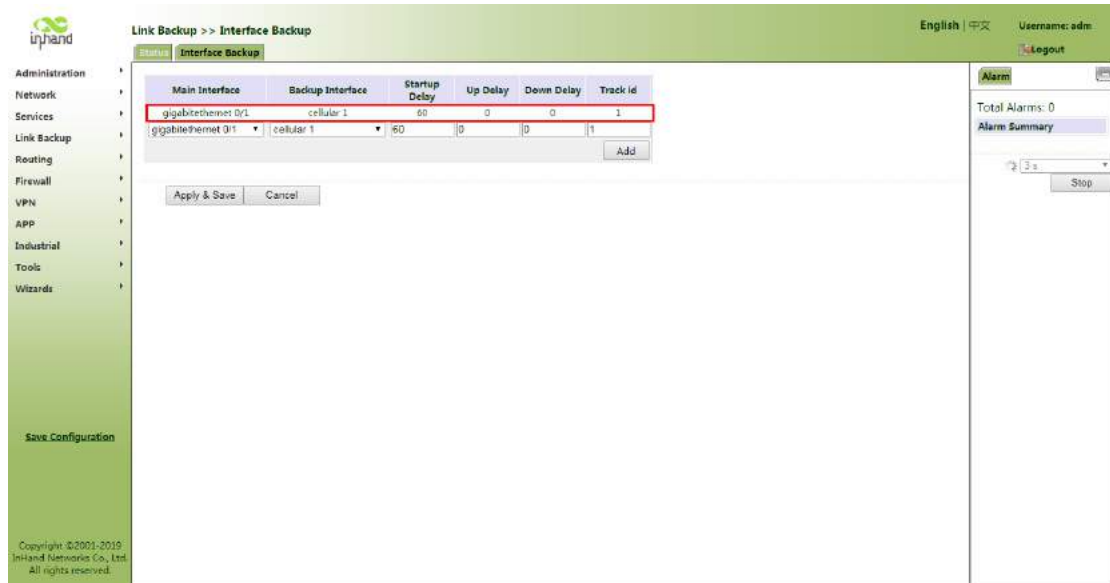 inhand
Link Backup >> Interface Backup
English | 中文 Username: adm
Logout
Status Interface Backup
Administration
Network
Services
Link Backup
Routing
Firewall
VPN
APP
Industrial
Tools
Wizards
Save Configuration
Copyright ©2001-2019
InHand Networks Co., Ltd.
All rights reserved.
Main Interface Backup Interface Startup Delay Up Delay Down Delay Track id
gigabitethernet 0/1 cellular 1 60 0 0 1
gigabitethernet 0/1 cellular 1 60 0 0 1
Add
Apply & Save Cancel
Alarm
Total Alarms: 0
Alarm Summary
3 s
Stop